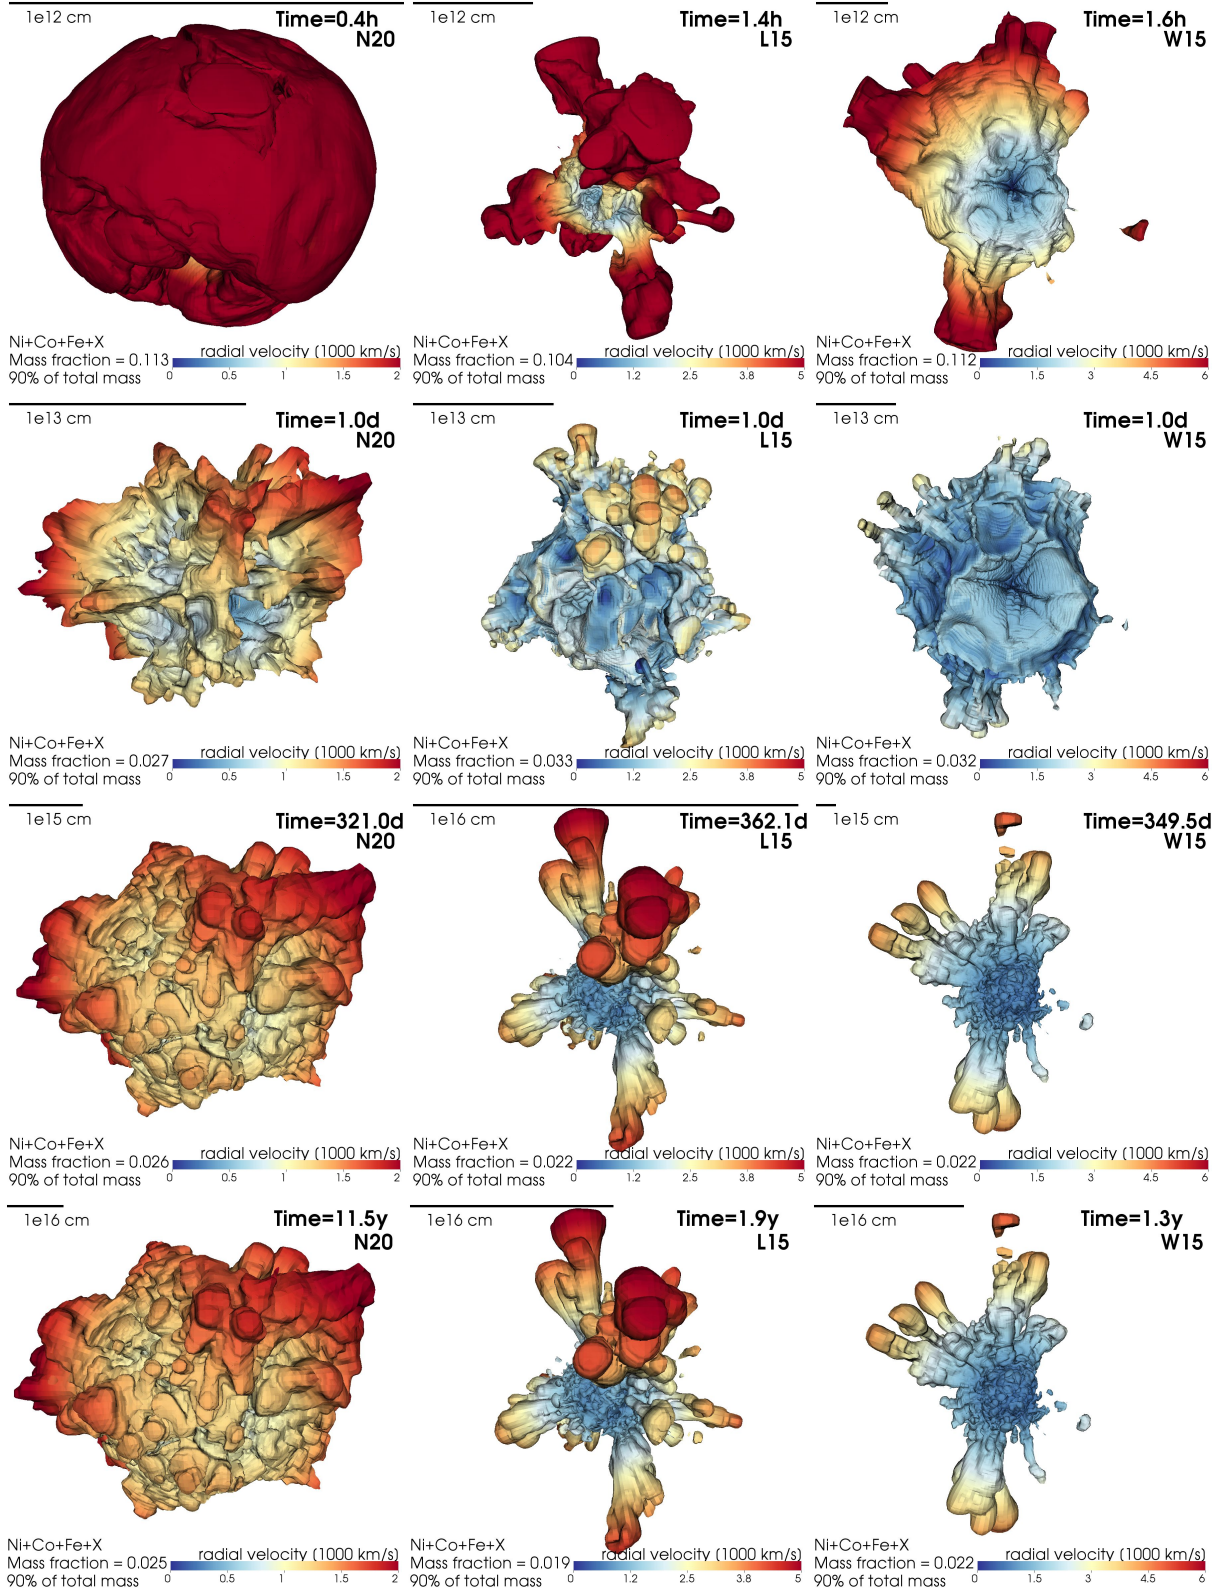 1e12 cm
Time=0.4h
N20
Ni+Co+Fe+X
Mass fraction = 0.113
90% of total mass
radial velocity (1000 km/s)
0 0.5 1 1.5 2
1e12 cm
Time=1.4h
L15
Ni+Co+Fe+X
Mass fraction = 0.104
90% of total mass
radial velocity (1000 km/s)
0 1.2 2.5 3.8 5
1e12 cm
Time=1.6h
W15
Ni+Co+Fe+X
Mass fraction = 0.112
90% of total mass
radial velocity (1000 km/s)
0 1.5 3 4.5 6
1e13 cm
Time=1.0d
N20
Ni+Co+Fe+X
Mass fraction = 0.027
90% of total mass
radial velocity (1000 km/s)
0 0.5 1 1.5 2
1e13 cm
Time=1.0d
L15
Ni+Co+Fe+X
Mass fraction = 0.033
90% of total mass
radial velocity (1000 km/s)
0 1.2 2.5 3.8 5
1e13 cm
Time=1.0d
W15
Ni+Co+Fe+X
Mass fraction = 0.032
90% of total mass
radial velocity (1000 km/s)
0 1.5 3 4.5 6
1e15 cm
Time=321.0d
N20
Ni+Co+Fe+X
Mass fraction = 0.026
90% of total mass
radial velocity (1000 km/s)
0 0.5 1 1.5 2
1e16 cm
Time=362.1d
L15
Ni+Co+Fe+X
Mass fraction = 0.022
90% of total mass
radial velocity (1000 km/s)
0 1.2 2.5 3.8 5
1e15 cm
Time=349.5d
W15
Ni+Co+Fe+X
Mass fraction = 0.022
90% of total mass
radial velocity (1000 km/s)
0 1.5 3 4.5 6
1e16 cm
Time=11.5y
N20
Ni+Co+Fe+X
Mass fraction = 0.025
90% of total mass
radial velocity (1000 km/s)
0 0.5 1 1.5 2
1e16 cm
Time=1.9y
L15
Ni+Co+Fe+X
Mass fraction = 0.019
90% of total mass
radial velocity (1000 km/s)
0 1.2 2.5 3.8 5
1e16 cm
Time=1.3y
W15
Ni+Co+Fe+X
Mass fraction = 0.022
90% of total mass
radial velocity (1000 km/s)
0 1.5 3 4.5 6